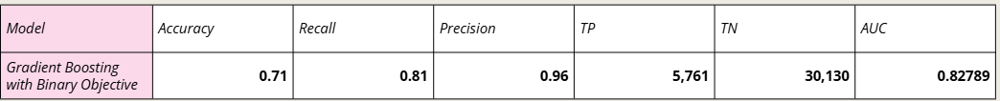 Model Accuracy Recall Precision TP TN AUC
Gradient Boosting
with Binary Objective 0.71 0.81 0.96 5,761 30,130 0.82789